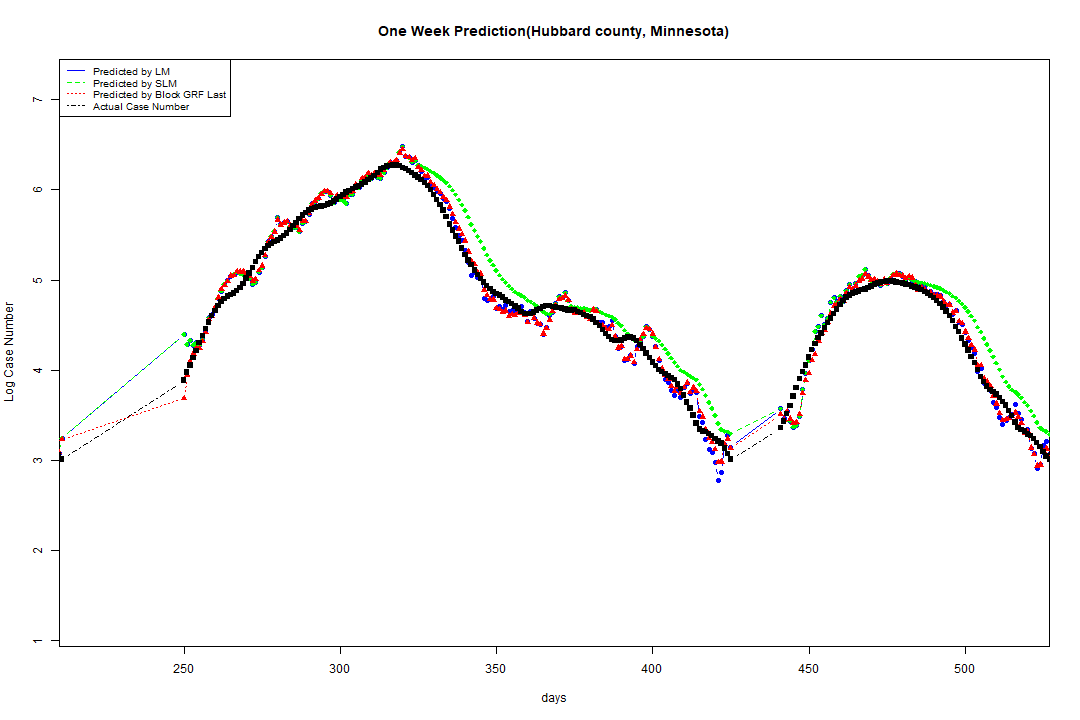 One Week Prediction(Hubbard county, Minnesota)
Predicted by LM
Predicted by SLM
Predicted by Block GRF Last
Actual Case Number
7
6
5
4
3
2
1
Log Case Number
250 300 350 400 450 500
days